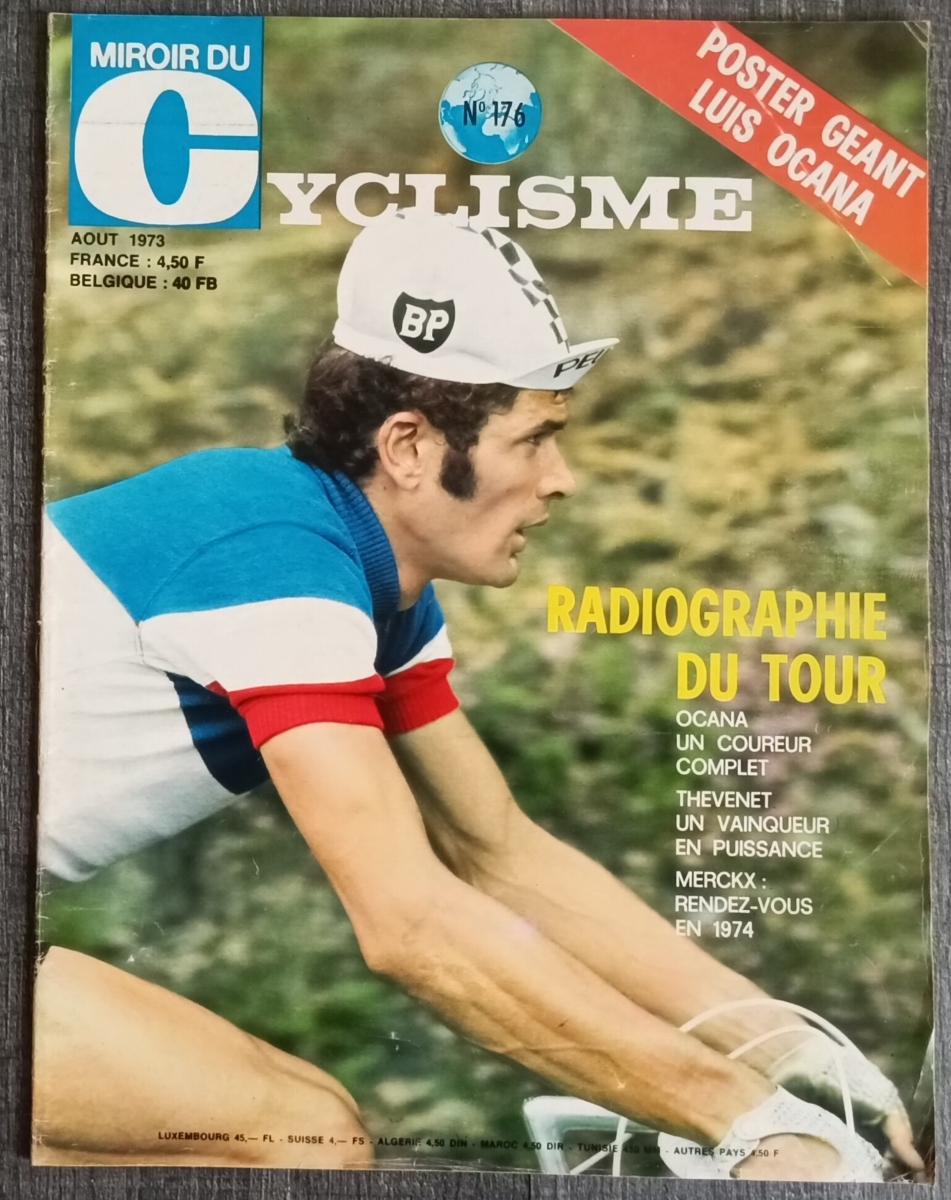 MIROIR DU
CYCLISME
N° 176
POSTER GEANT
LUIS OCANA
AOUT 1973
FRANCE : 4,50 F
BELGIQUE : 40 FB
BP
PEU
RADIOGRAPHIE
DU TOUR
OCANA
UN COUREUR
COMPLET
THEVENET
UN VAINQUEUR
EN PUISSANCE
MERCKX :
RENDEZ-VOUS
EN 1974
LUXEMBOURG 45,— FL - SUISSE 4,— FS - ALGERIE 4,50 DIN - MAROC 4,50 DIR - TUNISIE - AUTRES PAYS 4,50 F